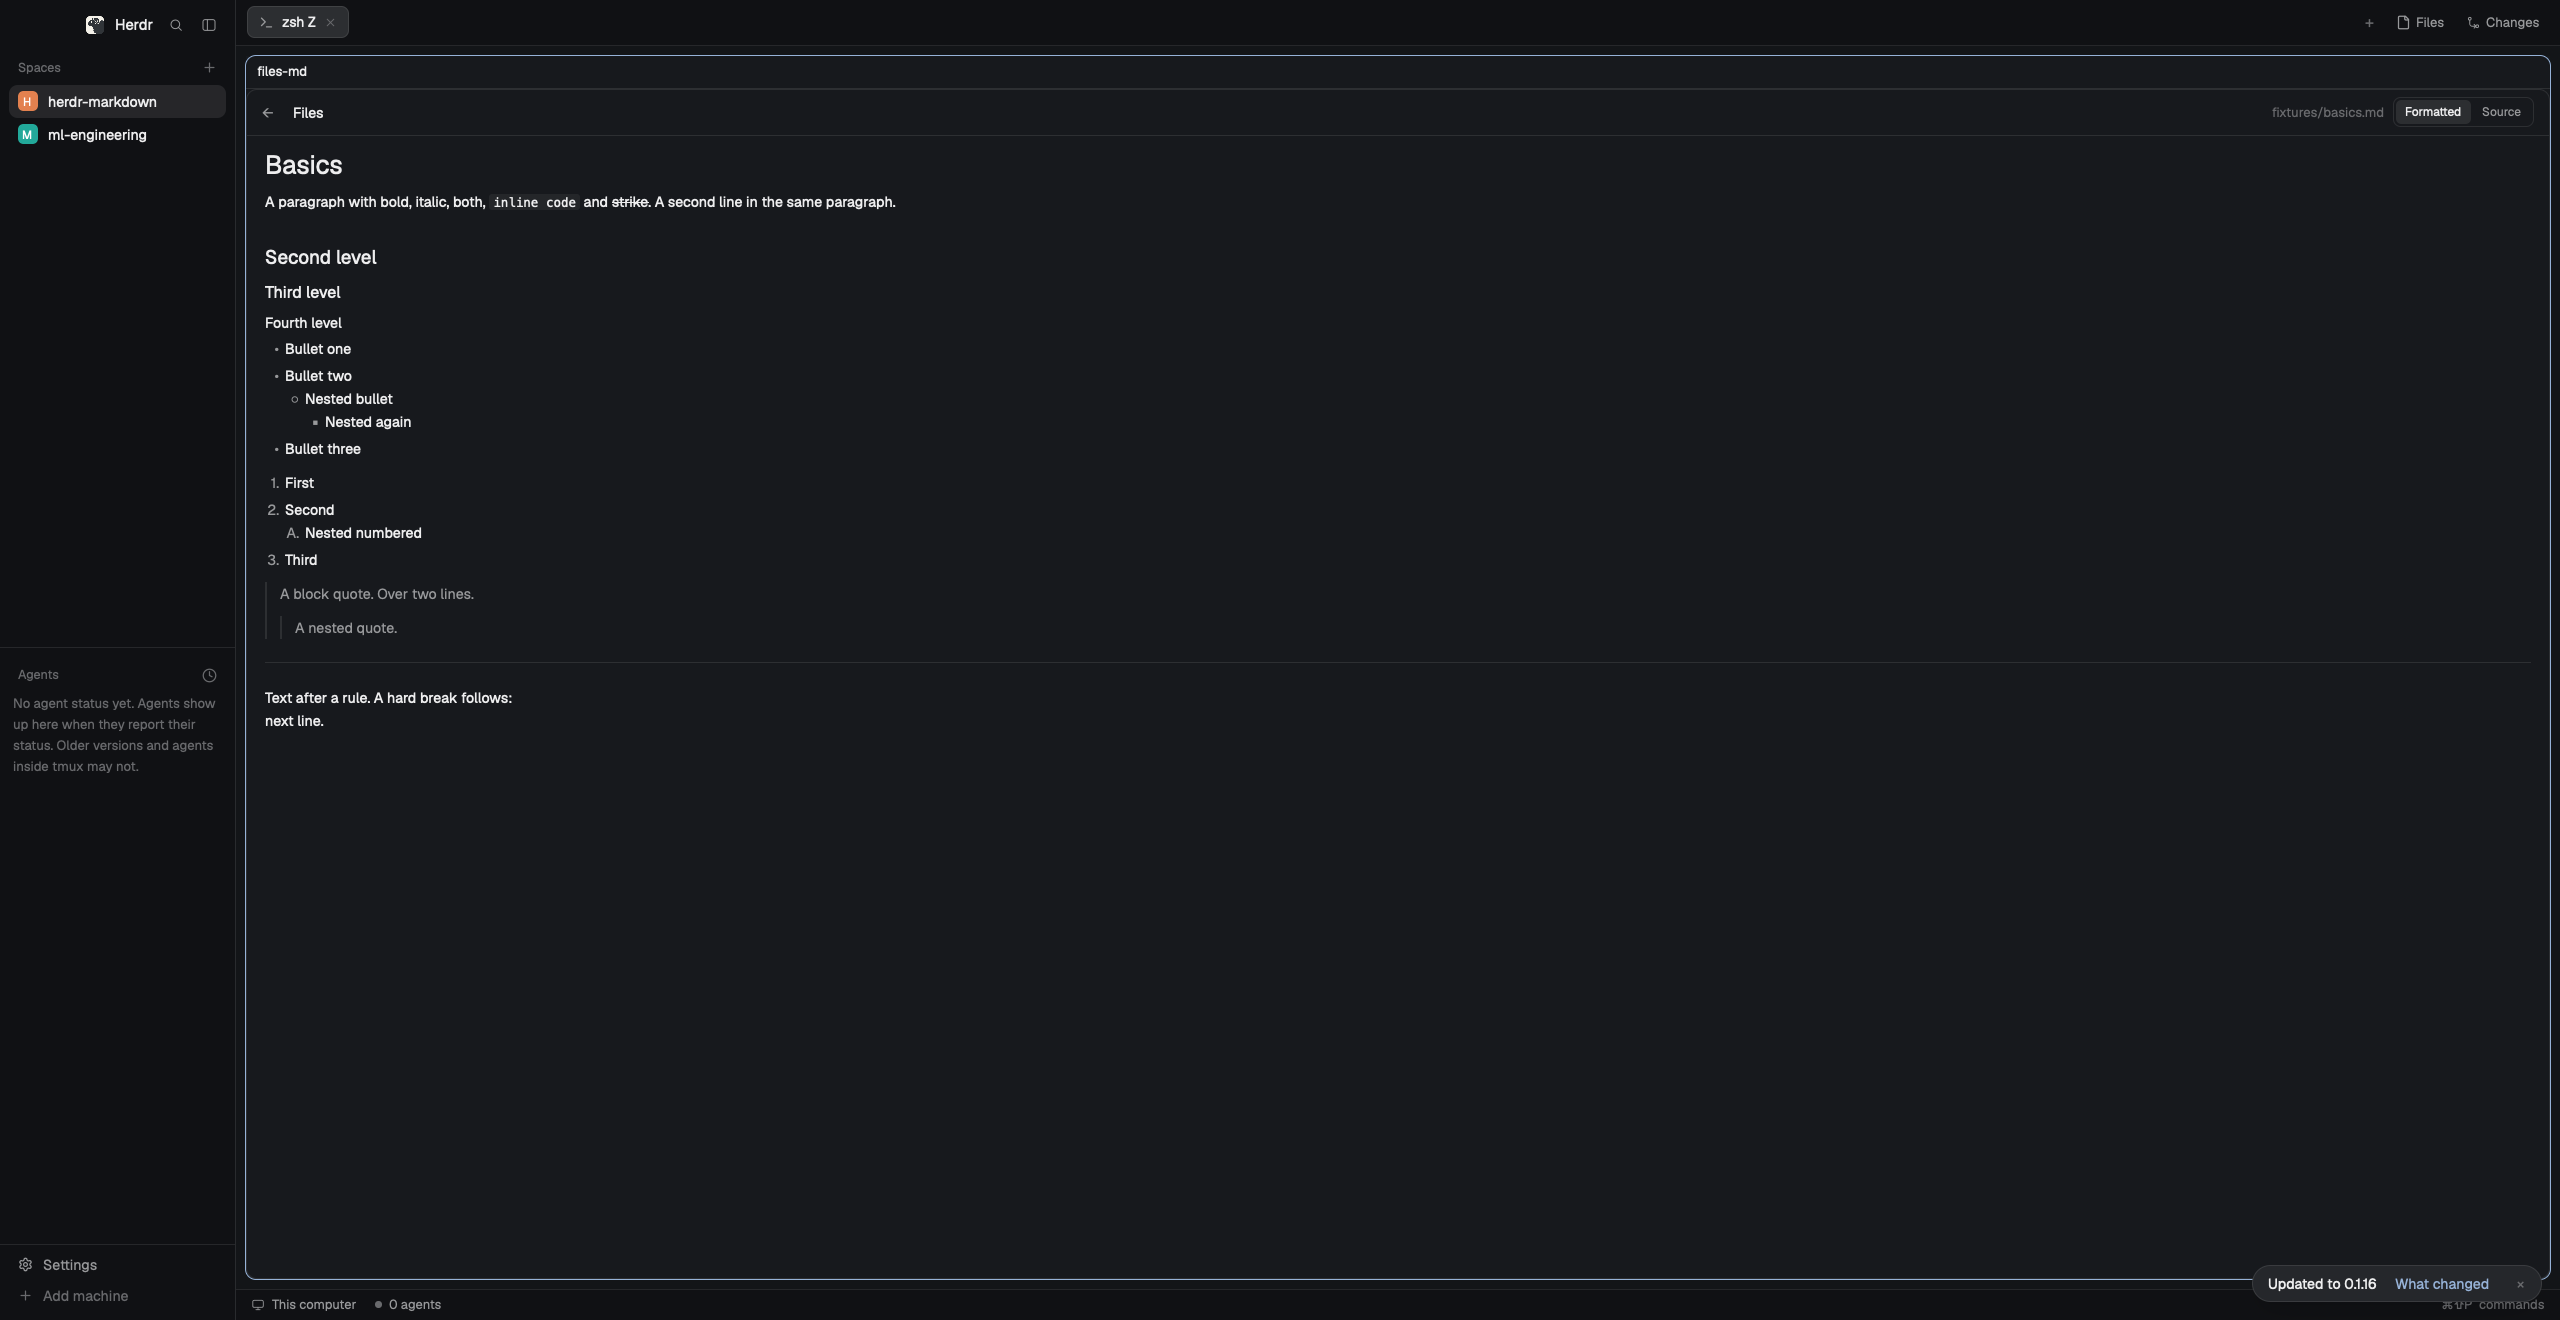 Herdr
Spaces
H herdr-markdown
M ml-engineering
Agents
No agent status yet. Agents show
up here when they report their
status. Older versions and agents
inside tmux may not.
Settings
Add machine
zsh Z
Files
Changes
files-md
Files
fixtures/basics.md
Formatted
Source
Basics
A paragraph with bold, italic, both, inline code and strike. A second line in the same paragraph.
Second level
Third level
Fourth level
• Bullet one
• Bullet two
○ Nested bullet
▪ Nested again
• Bullet three
1. First
2. Second
A. Nested numbered
3. Third
A block quote. Over two lines.
A nested quote.
Text after a rule. A hard break follows:
next line.
This computer
0 agents
Updated to 0.1.16 What changed
⌘⇧P commands